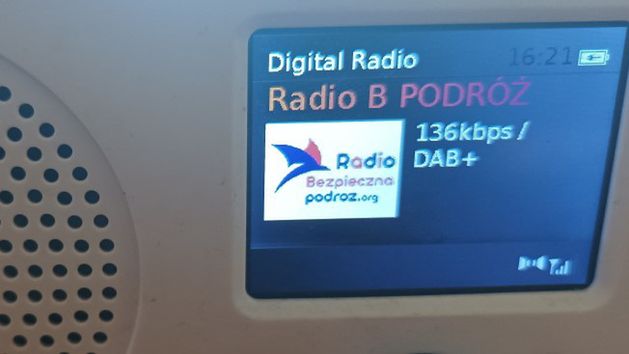 Digital Radio 16:21
Radio B PODRÓŻ
136kbps /
DAB+
Radio
Bezpieczna
podroz.org